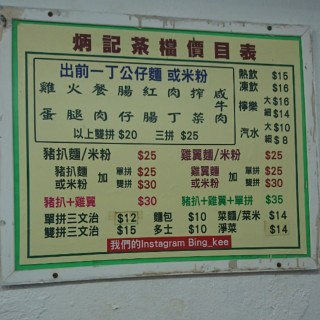 炳記茶檔價目表
出前一丁公仔麵 或米粉
雞 火 餐 腸 紅 肉 搾 咸牛
蛋 腿 肉 仔 腸 丁 菜 肉
以上雙拼 $20 三拼 $25
熱飲 $15
凍飲 $16
檸樂 大 $16
細 $14
汽水 大 $10
細 $8
豬扒麵/米粉 $25
豬扒麵或米粉 加 單拼 $25
雙拼 $30
豬扒+雞翼 $30
雞翼麵/米粉 $25
雞翼麵或米粉 加 單拼 $25
雙拼 $30
豬扒+雞翼+單拼 $35
單拼三文治 $12 麵包 $10 菜麵/菜米 $14
雙拼三文治 $15 多士 $10 淨菜 $14
我們的Instagram Bing_kee